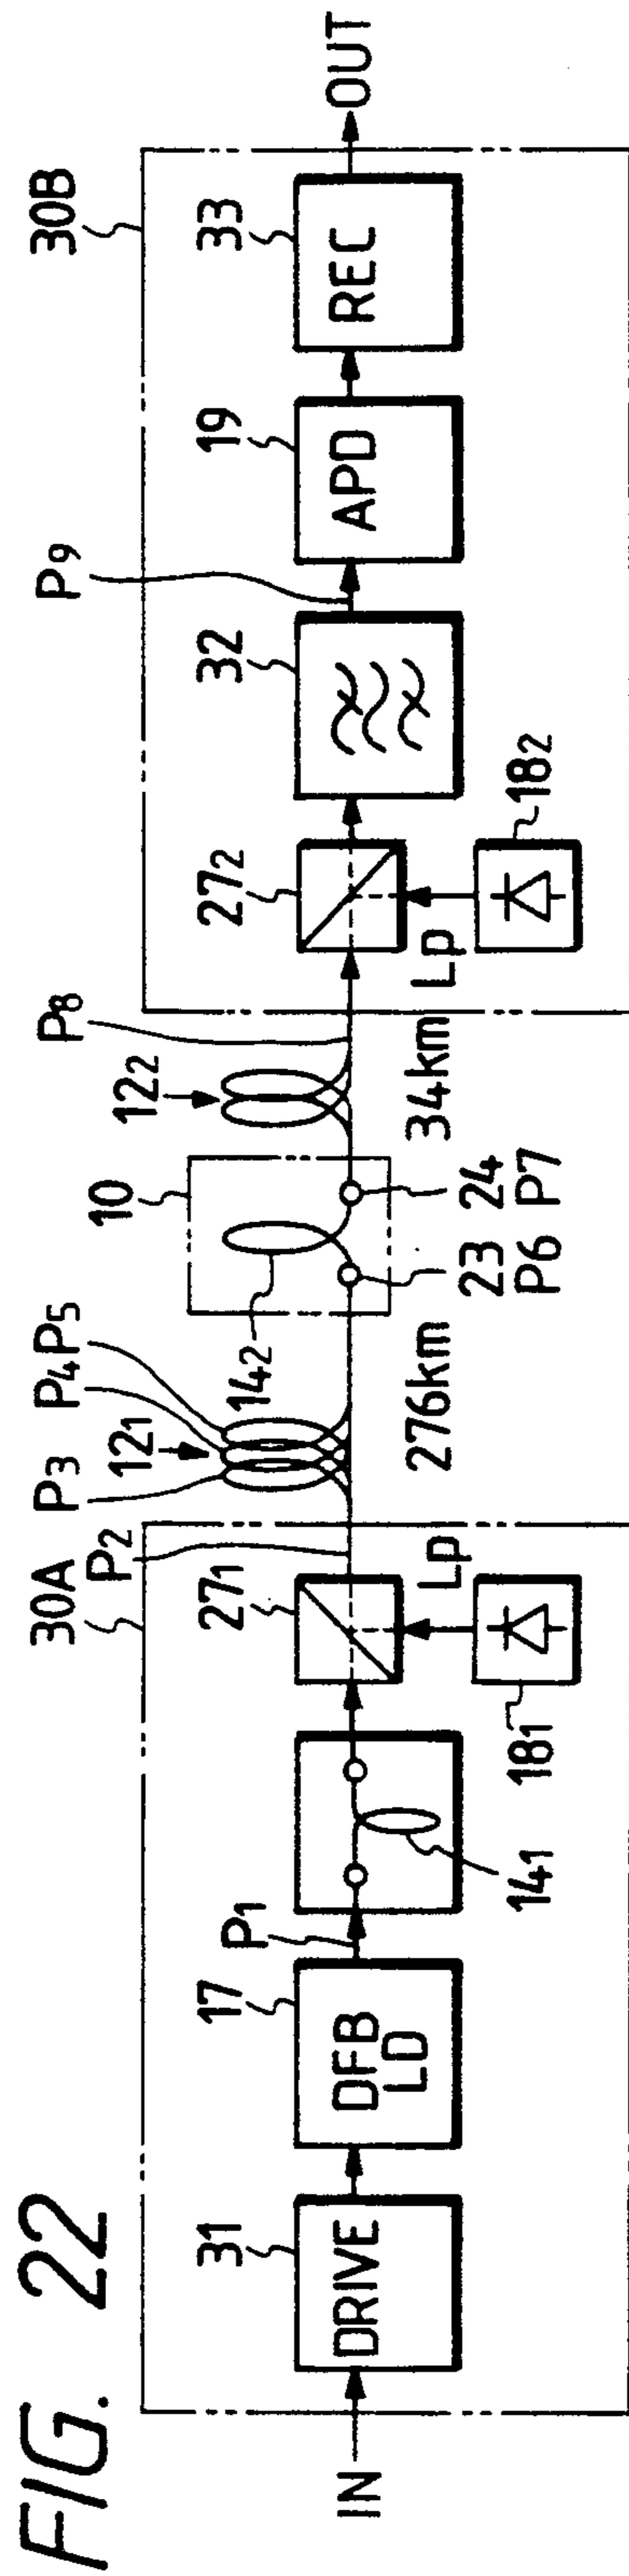 FIG. 22
30A
30B
IN
31
DRIVE
17
DFB
LD
P1
141
271
181
Lp
P2
P3
121
P4
P5
276km
10
142
23
P6
24
P7
122
34km
P8
272
182
Lp
32
P9
19
APD
33
REC
OUT